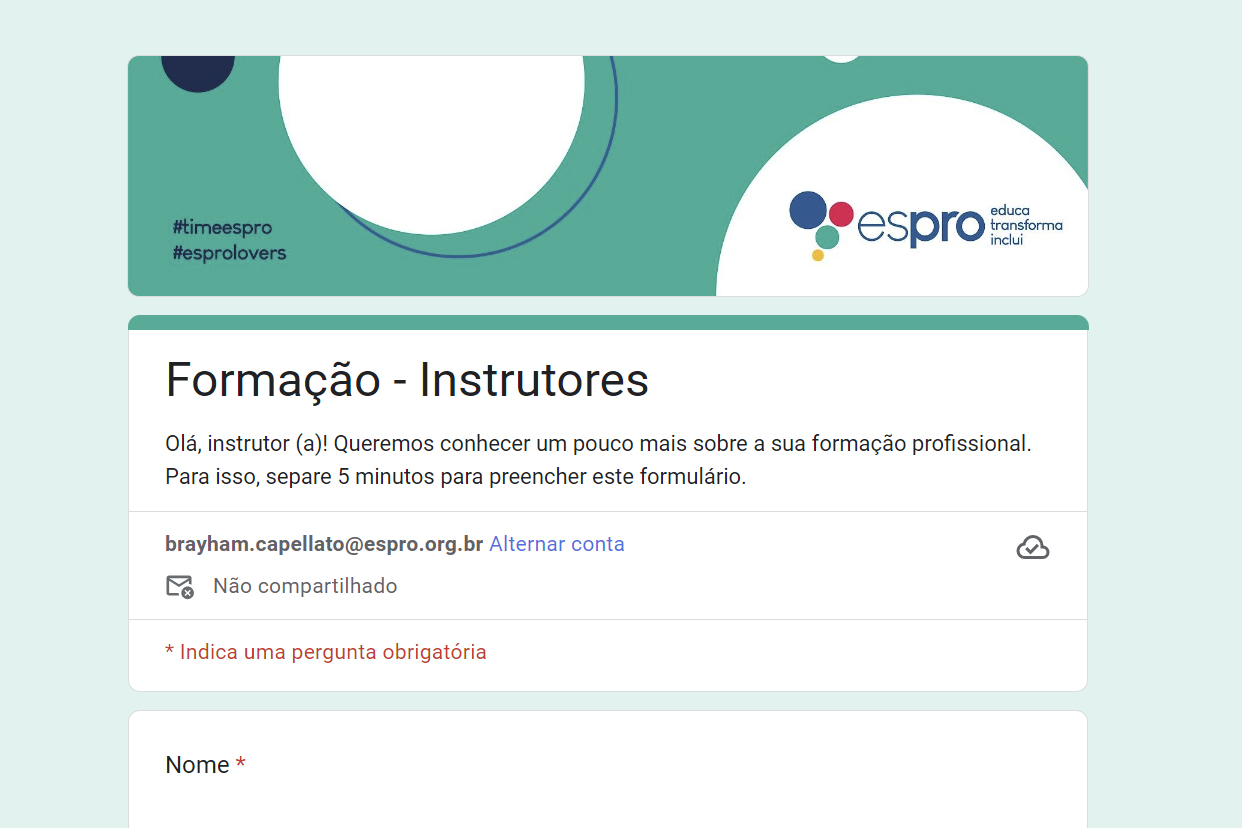 #timeespro
#esprolovers
espro
educa
transforma
inclui
Formação - Instrutores
Olá, instrutor (a)! Queremos conhecer um pouco mais sobre a sua formação profissional.
Para isso, separe 5 minutos para preencher este formulário.
brayham.capellato@espro.org.br Alternar conta
Não compartilhado
* Indica uma pergunta obrigatória
Nome *